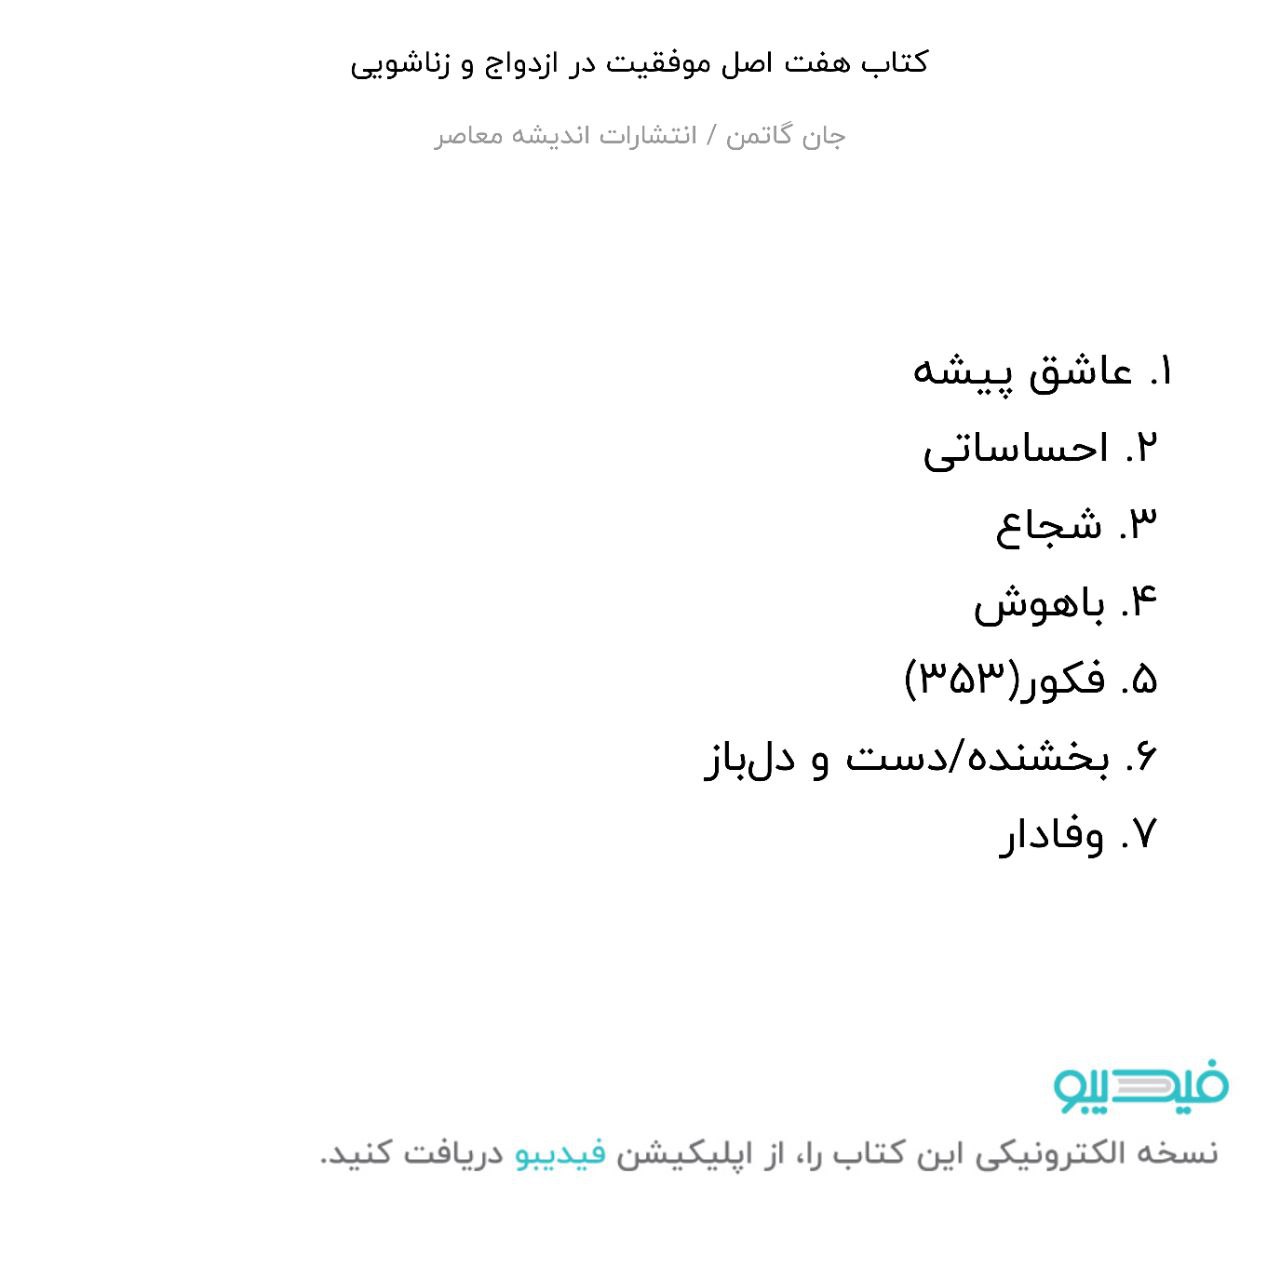 کتاب هفت اصل موفقیت در ازدواج و زناشویی
جان گاتمن / انتشارات اندیشه معاصر
۱. عاشق پیشه
۲. احساساتی
۳. شجاع
۴. باهوش
۵. فکور(۳۵۳)
۶. بخشنده/دست و دل‌باز
۷. وفادار
فیدیبو
نسخه الکترونیکی این کتاب را، از اپلیکیشن فیدیبو دریافت کنید.